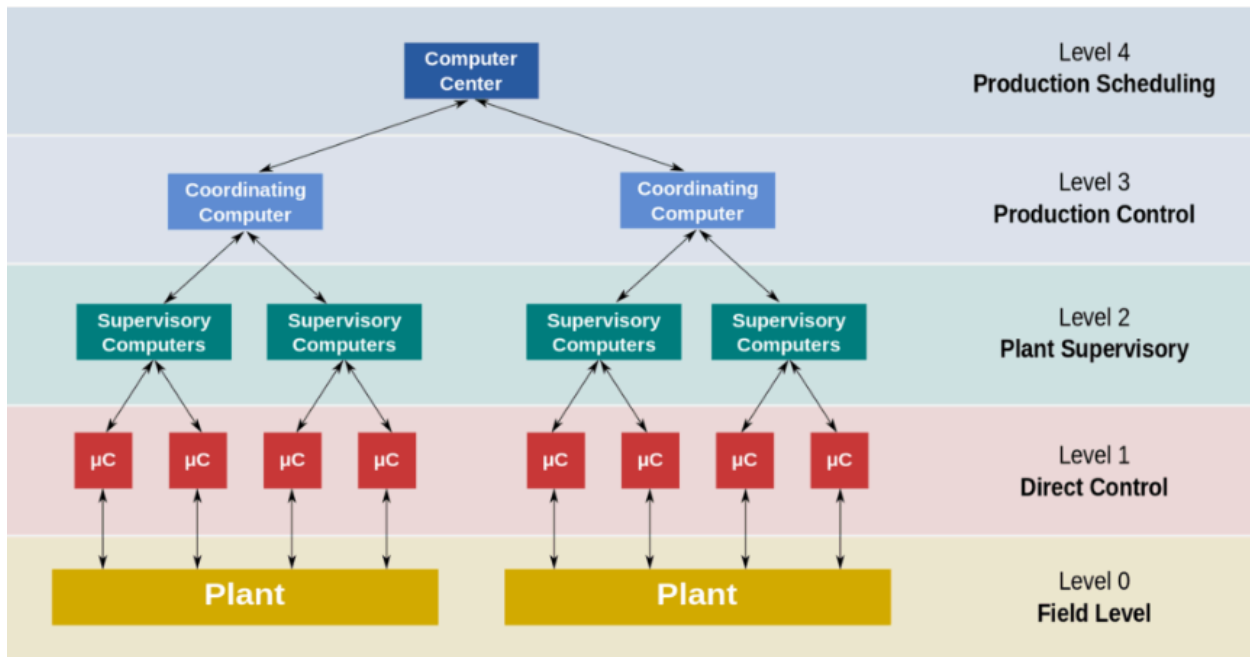 Computer
Center
Level 4
Production Scheduling
Coordinating
Computer
Coordinating
Computer
Level 3
Production Control
Supervisory
Computers
Supervisory
Computers
Supervisory
Computers
Supervisory
Computers
Level 2
Plant Supervisory
µC
µC
µC
µC
µC
µC
µC
µC
Level 1
Direct Control
Plant
Plant
Level 0
Field Level